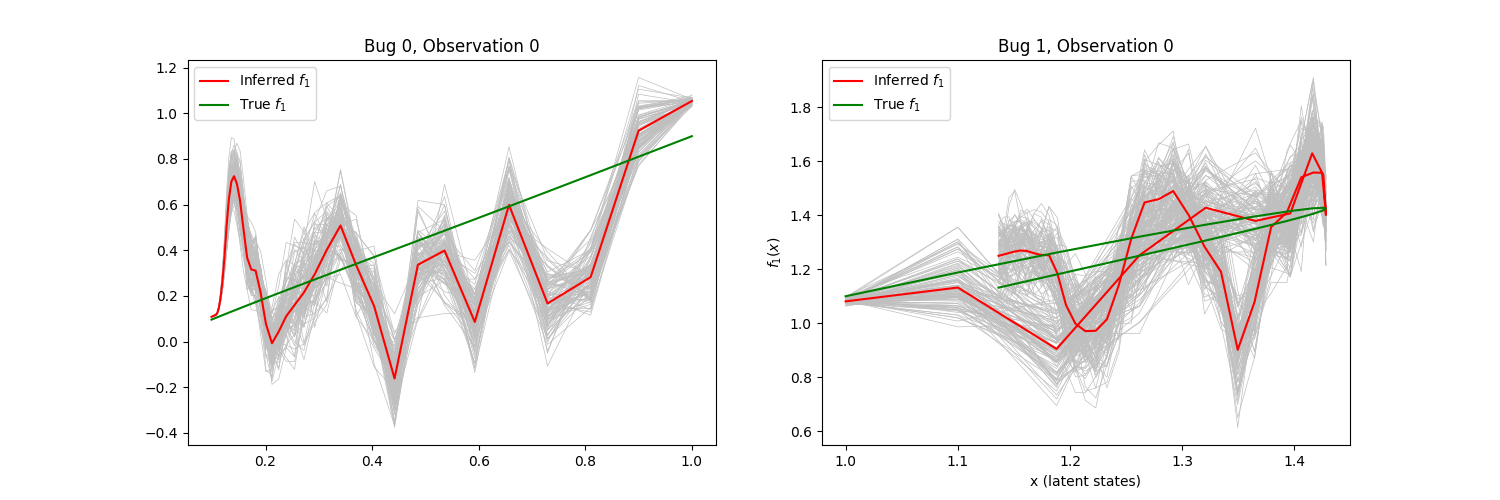 Bug 0, Observation 0
Inferred f₁
True f₁
1.2
1.0
0.8
0.6
0.4
0.2
0.0
−0.2
−0.4
0.2 0.4 0.6 0.8 1.0
Bug 1, Observation 0
Inferred f₁
True f₁
f₁(x)
1.8
1.6
1.4
1.2
1.0
0.8
0.6
1.0 1.1 1.2 1.3 1.4
x (latent states)